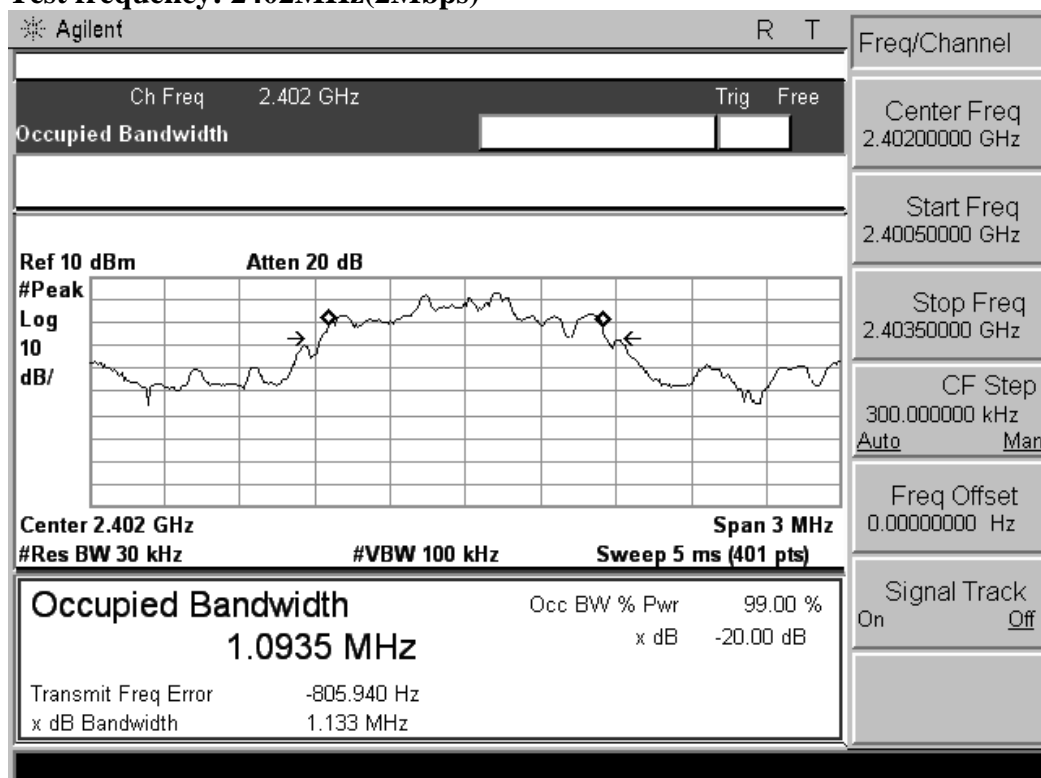 Test frequency: 2402MHz(2Mbps)
Agilent R T
Freq/Channel
Ch Freq 2.402 GHz Trig Free
Occupied Bandwidth
Center Freq
2.40200000 GHz
Start Freq
2.40050000 GHz
Stop Freq
2.40350000 GHz
CF Step
300.000000 kHz
Auto Man
Freq Offset
0.00000000 Hz
Signal Track
On Off
Ref 10 dBm Atten 20 dB
#Peak
Log
10
dB/
Center 2.402 GHz Span 3 MHz
#Res BW 30 kHz #VBW 100 kHz Sweep 5 ms (401 pts)
Occupied Bandwidth
1.0935 MHz
Occ BW % Pwr 99.00 %
x dB -20.00 dB
Transmit Freq Error -805.940 Hz
x dB Bandwidth 1.133 MHz